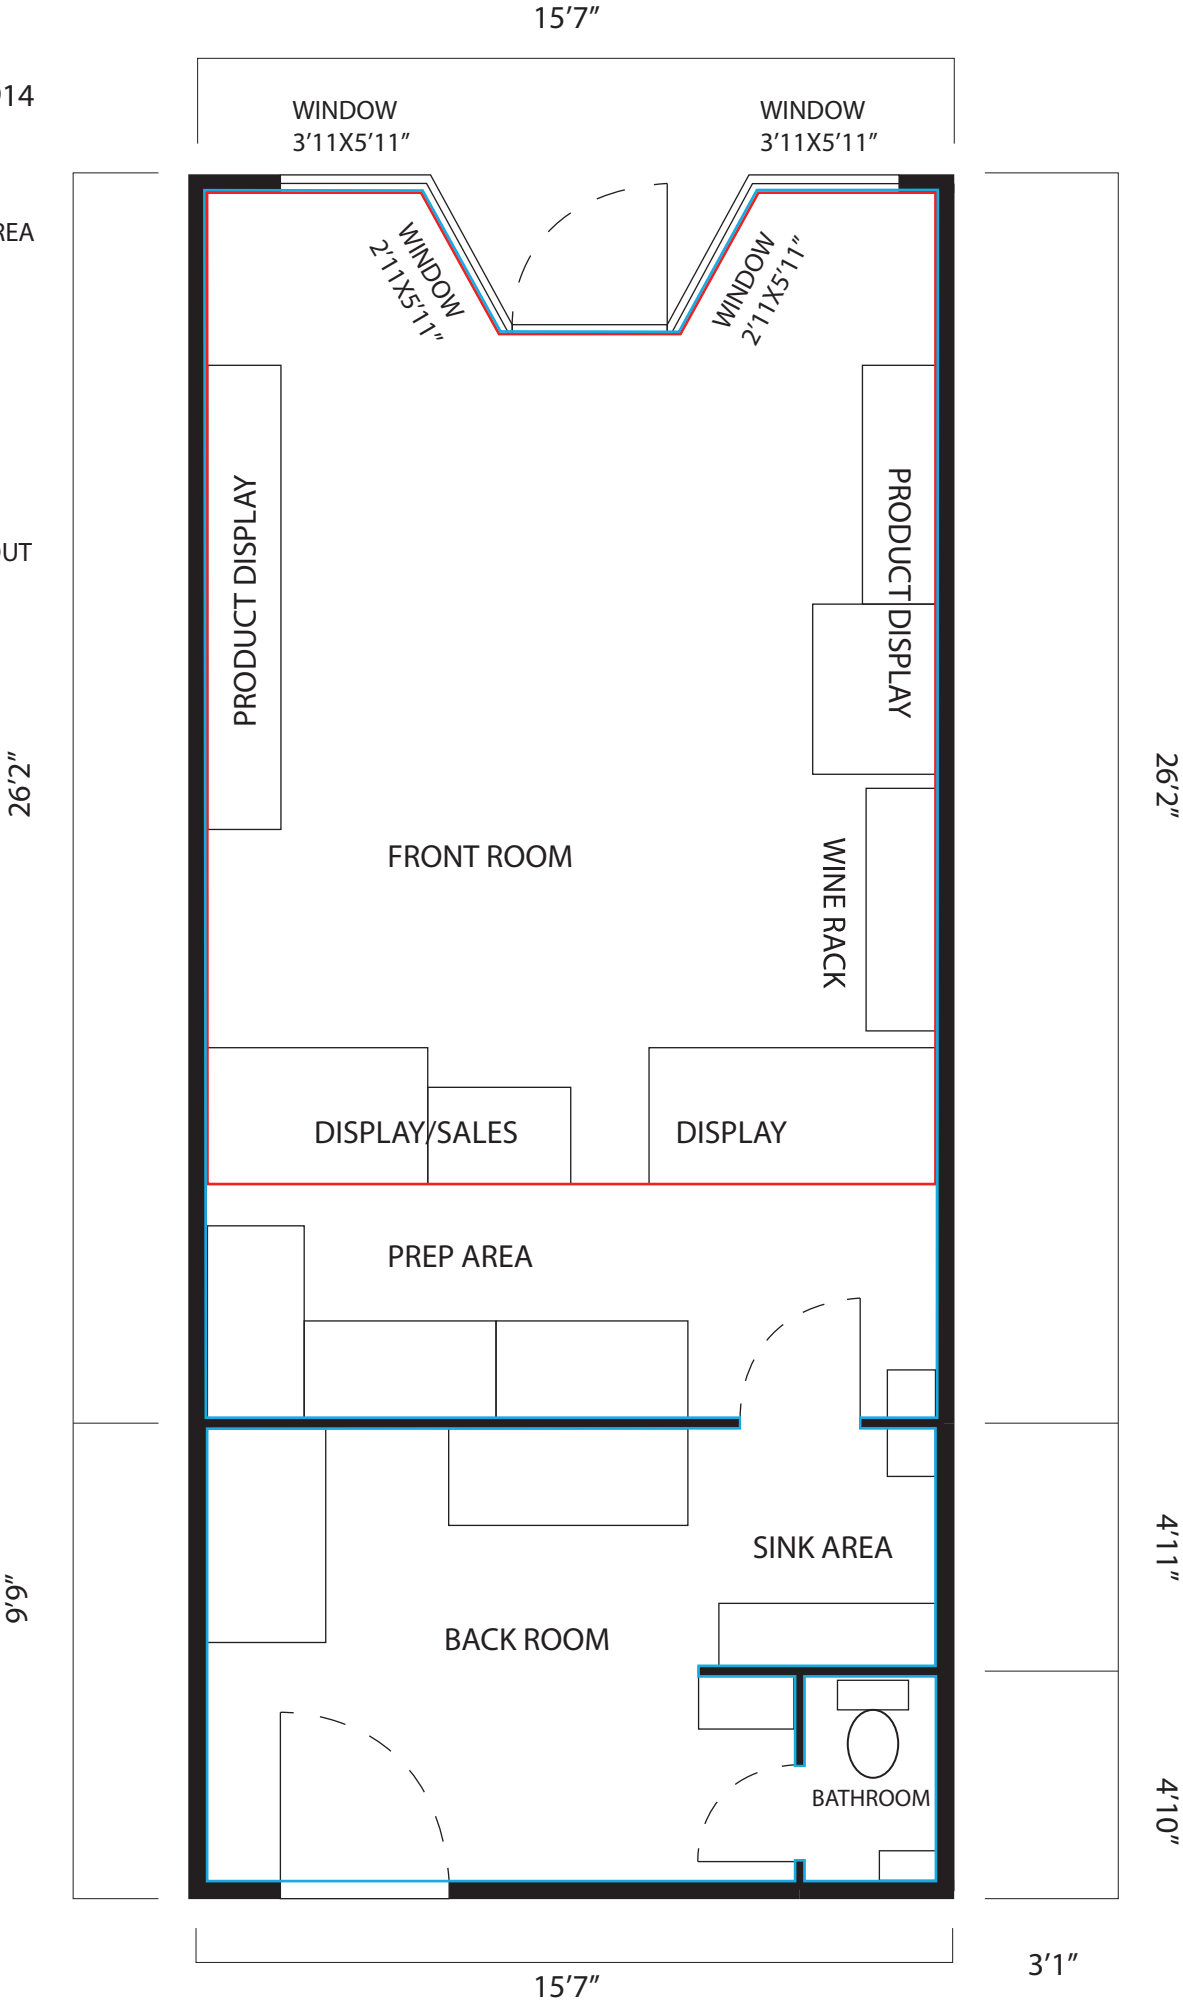 15’7”
14
WINDOW
3’11X5’11”
WINDOW
3’11X5’11”
REA
WINDOW
2’11X5’11”
WINDOW
2’11X5’11”
UT
PRODUCT DISPLAY
PRODUCT DISPLAY
26’2”
26’2”
FRONT ROOM
WINE RACK
DISPLAY/SALES
DISPLAY
PREP AREA
SINK AREA
4’11”
9’9”
BACK ROOM
BATHROOM
4’10”
3’1”
15’7”